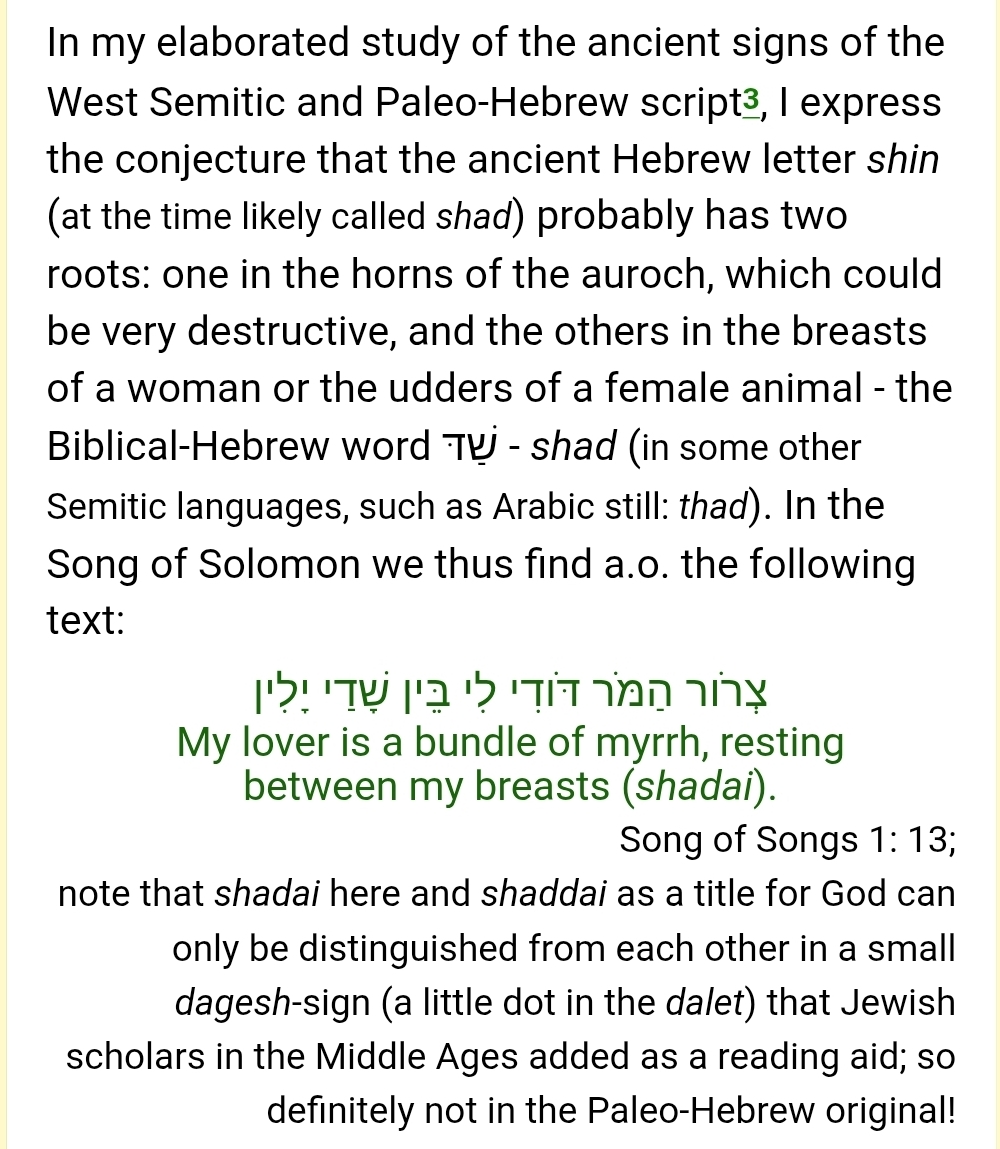 In my elaborated study of the ancient signs of the
West Semitic and Paleo-Hebrew script3, I express
the conjecture that the ancient Hebrew letter shin
(at the time likely called shad) probably has two
roots: one in the horns of the auroch, which could
be very destructive, and the others in the breasts
of a woman or the udders of a female animal - the
Biblical-Hebrew word שַׁדּ - shad (in some other
Semitic languages, such as Arabic still: thad). In the
Song of Solomon we thus find a.o. the following
text:
צְרוֹר הַמֹּר דּוֹדִי לִי בֵּין שָׁדַי יָלִין
My lover is a bundle of myrrh, resting
between my breasts (shadai).
Song of Songs 1: 13;
note that shadai here and shaddai as a title for God can
only be distinguished from each other in a small
dagesh-sign (a little dot in the dalet) that Jewish
scholars in the Middle Ages added as a reading aid; so
definitely not in the Paleo-Hebrew original!